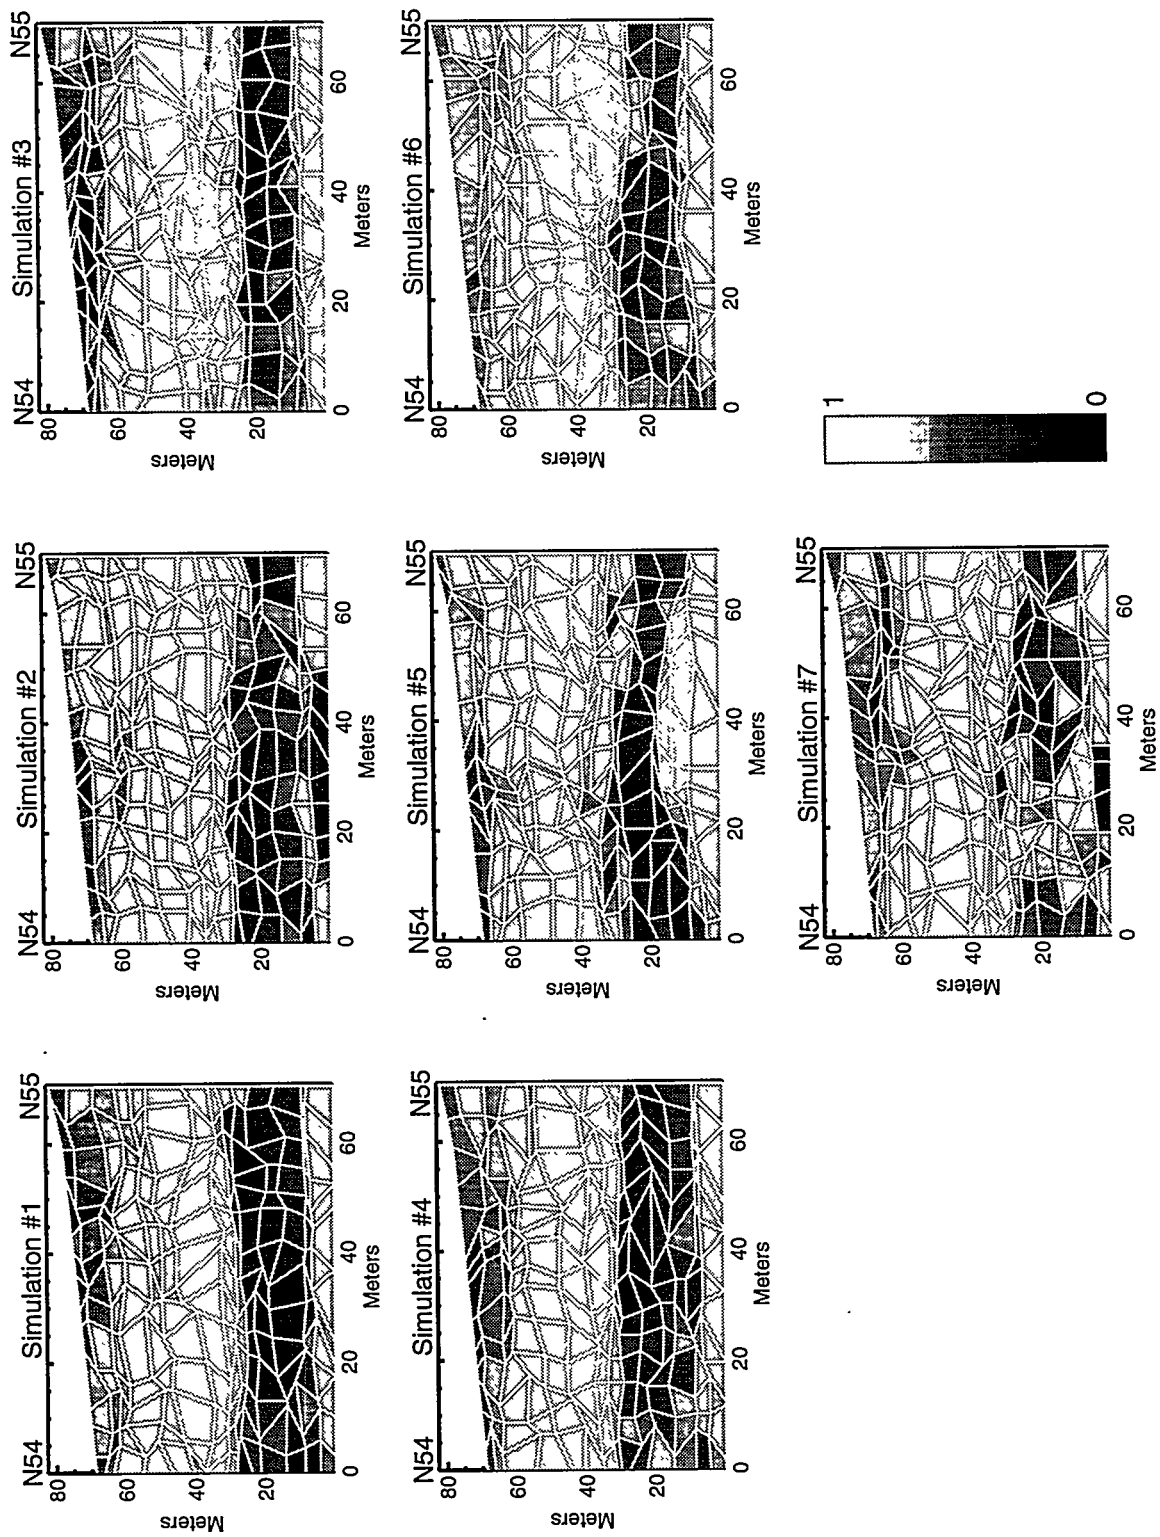 N54 Simulation #1 N55
80
60
40
20
Meters
0 20 40 60
Meters
N54 Simulation #2 N55
80
60
40
20
Meters
0 20 40 60
Meters
N54 Simulation #3 N55
80
60
40
20
Meters
0 20 40 60
Meters
N54 Simulation #4 N55
80
60
40
20
Meters
0 20 40 60
Meters
N54 Simulation #5 N55
80
60
40
20
Meters
0 20 40 60
Meters
N54 Simulation #6 N55
80
60
40
20
Meters
0 20 40 60
Meters
N54 Simulation #7 N55
80
60
40
20
Meters
0 20 40 60
Meters
1
0